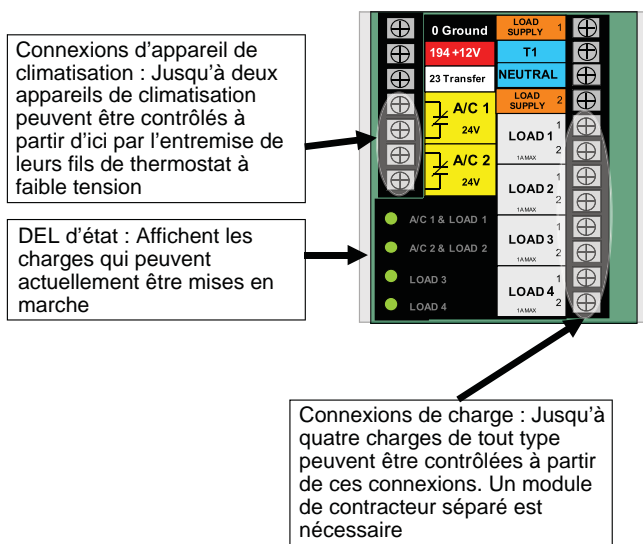 Connexions d'appareil de
climatisation : Jusqu'à deux
appareils de climatisation
peuvent être contrôlés à
partir d'ici par l'entremise de
leurs fils de thermostat à
faible tension
DEL d'état : Affichent les
charges qui peuvent
actuellement être mises en
marche
0 Ground
194 +12V
23 Transfer
A/C 1
24V
A/C 2
24V
A/C 1 & LOAD 1
A/C 2 & LOAD 2
LOAD 3
LOAD 4
LOAD
SUPPLY 1
T1
NEUTRAL
LOAD
SUPPLY 2
1
LOAD 1
2
1A MAX
1
LOAD 2
2
1A MAX
1
LOAD 3
2
1A MAX
1
LOAD 4
2
1A MAX
Connexions de charge : Jusqu'à
quatre charges de tout type
peuvent être contrôlées à partir
de ces connexions. Un module
de contracteur séparé est
nécessaire